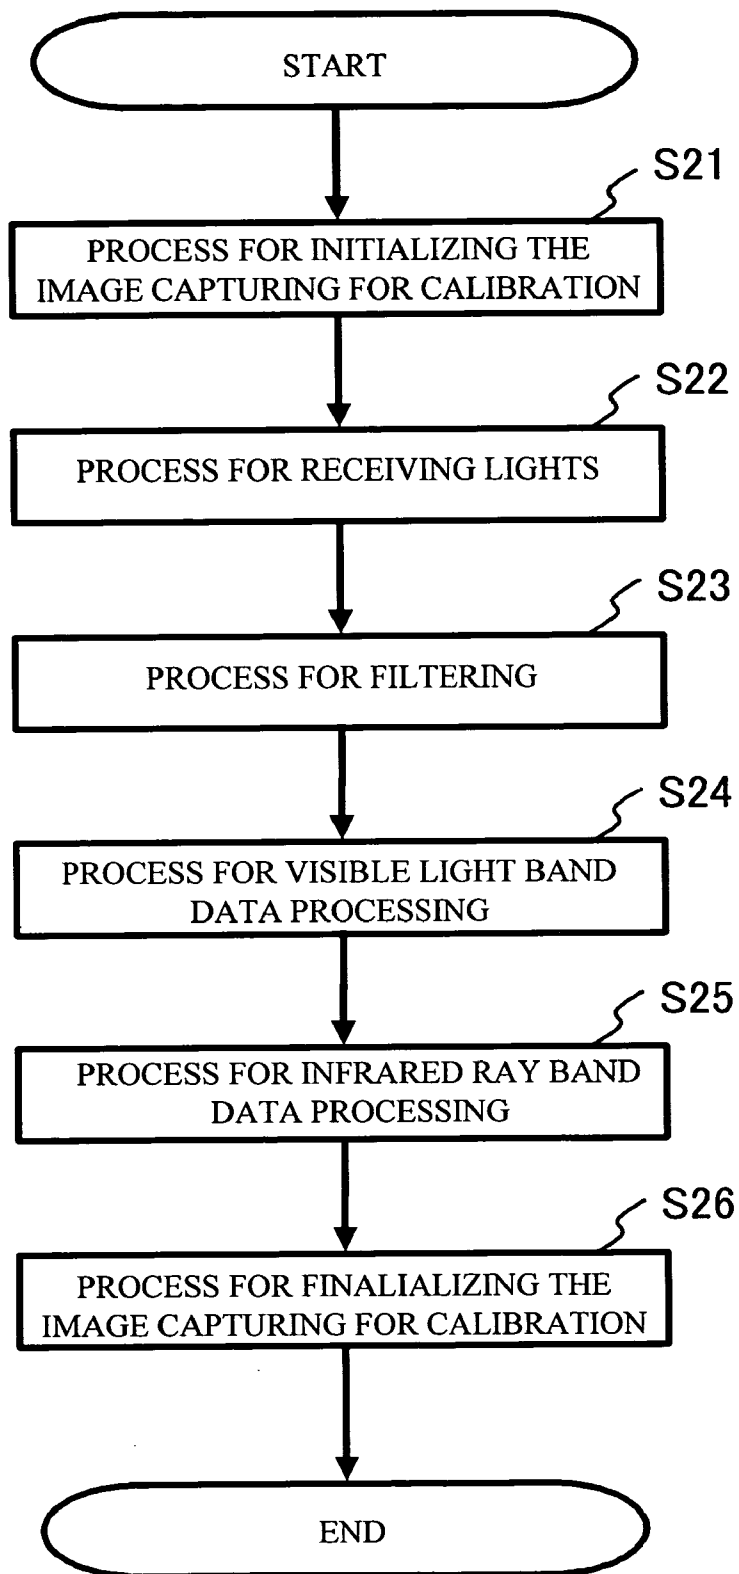 START
S21
PROCESS FOR INITIALIZING THE
IMAGE CAPTURING FOR CALIBRATION
S22
PROCESS FOR RECEIVING LIGHTS
S23
PROCESS FOR FILTERING
S24
PROCESS FOR VISIBLE LIGHT BAND
DATA PROCESSING
S25
PROCESS FOR INFRARED RAY BAND
DATA PROCESSING
S26
PROCESS FOR FINALIALIZING THE
IMAGE CAPTURING FOR CALIBRATION
END